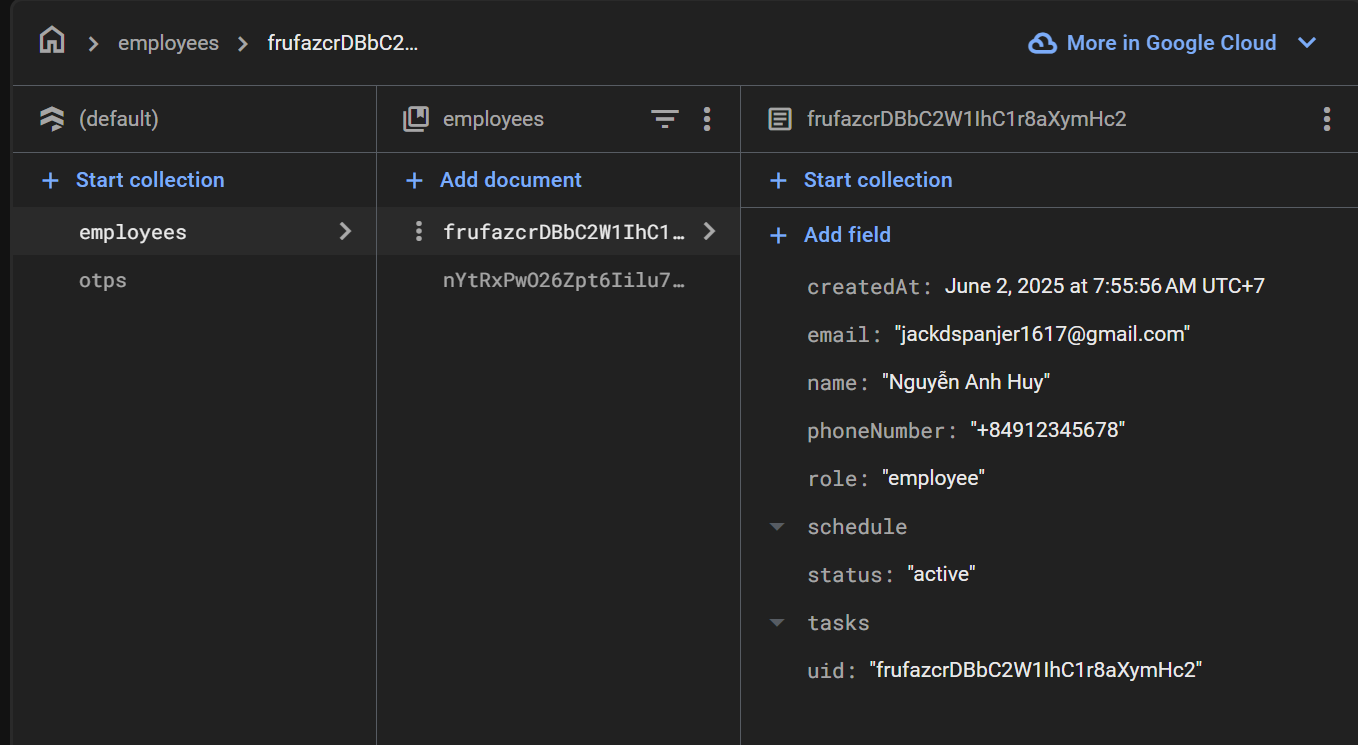 employees frufazcrDBbC2… More in Google Cloud
(default)
Start collection
employees
otps
employees
Add document
frufazcrDBbC2W1IhC1…
nYtRxPwO26Zpt6Iilu7…
frufazcrDBbC2W1IhC1r8aXymHc2
Start collection
Add field
createdAt: June 2, 2025 at 7:55:56 AM UTC+7
email: "jackdspanjer1617@gmail.com"
name: "Nguyễn Anh Huy"
phoneNumber: "+84912345678"
role: "employee"
schedule
status: "active"
tasks
uid: "frufazcrDBbC2W1IhC1r8aXymHc2"